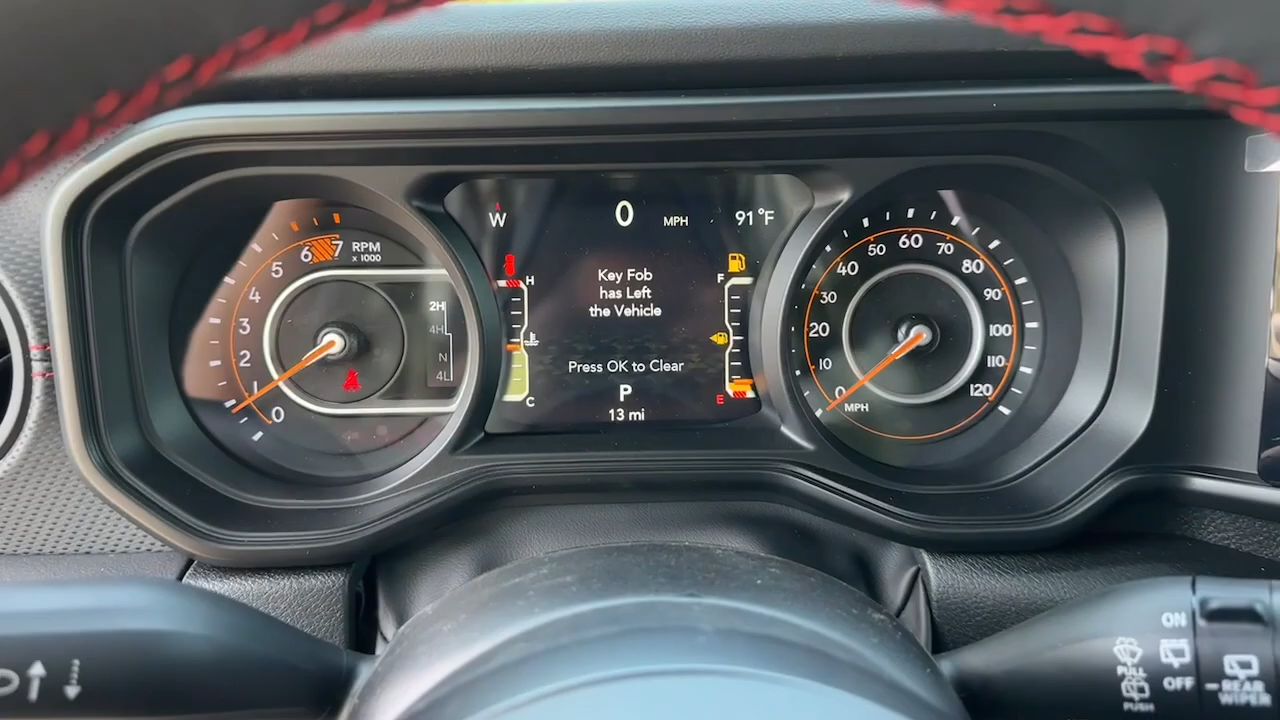 W 0 MPH 91°F
RPM
x 1000
7
6
5
4
3
2
1
0
2H
4H
N
4L
H
C
Key Fob
has Left
the Vehicle
Press OK to Clear
P
13 mi
F
E
0
10
20
30
40
50
60
70
80
90
100
110
120
MPH
ON
OFF
PULL
PUSH
REAR
WIPER